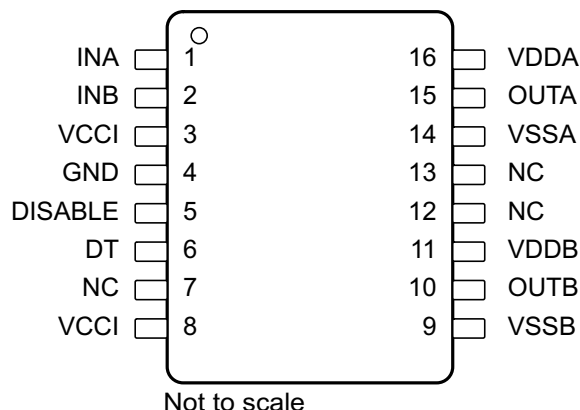 INA 1 16 VDDA
INB 2 15 OUTA
VCCI 3 14 VSSA
GND 4 13 NC
DISABLE 5 12 NC
DT 6 11 VDDB
NC 7 10 OUTB
VCCI 8 9 VSSB
Not to scale